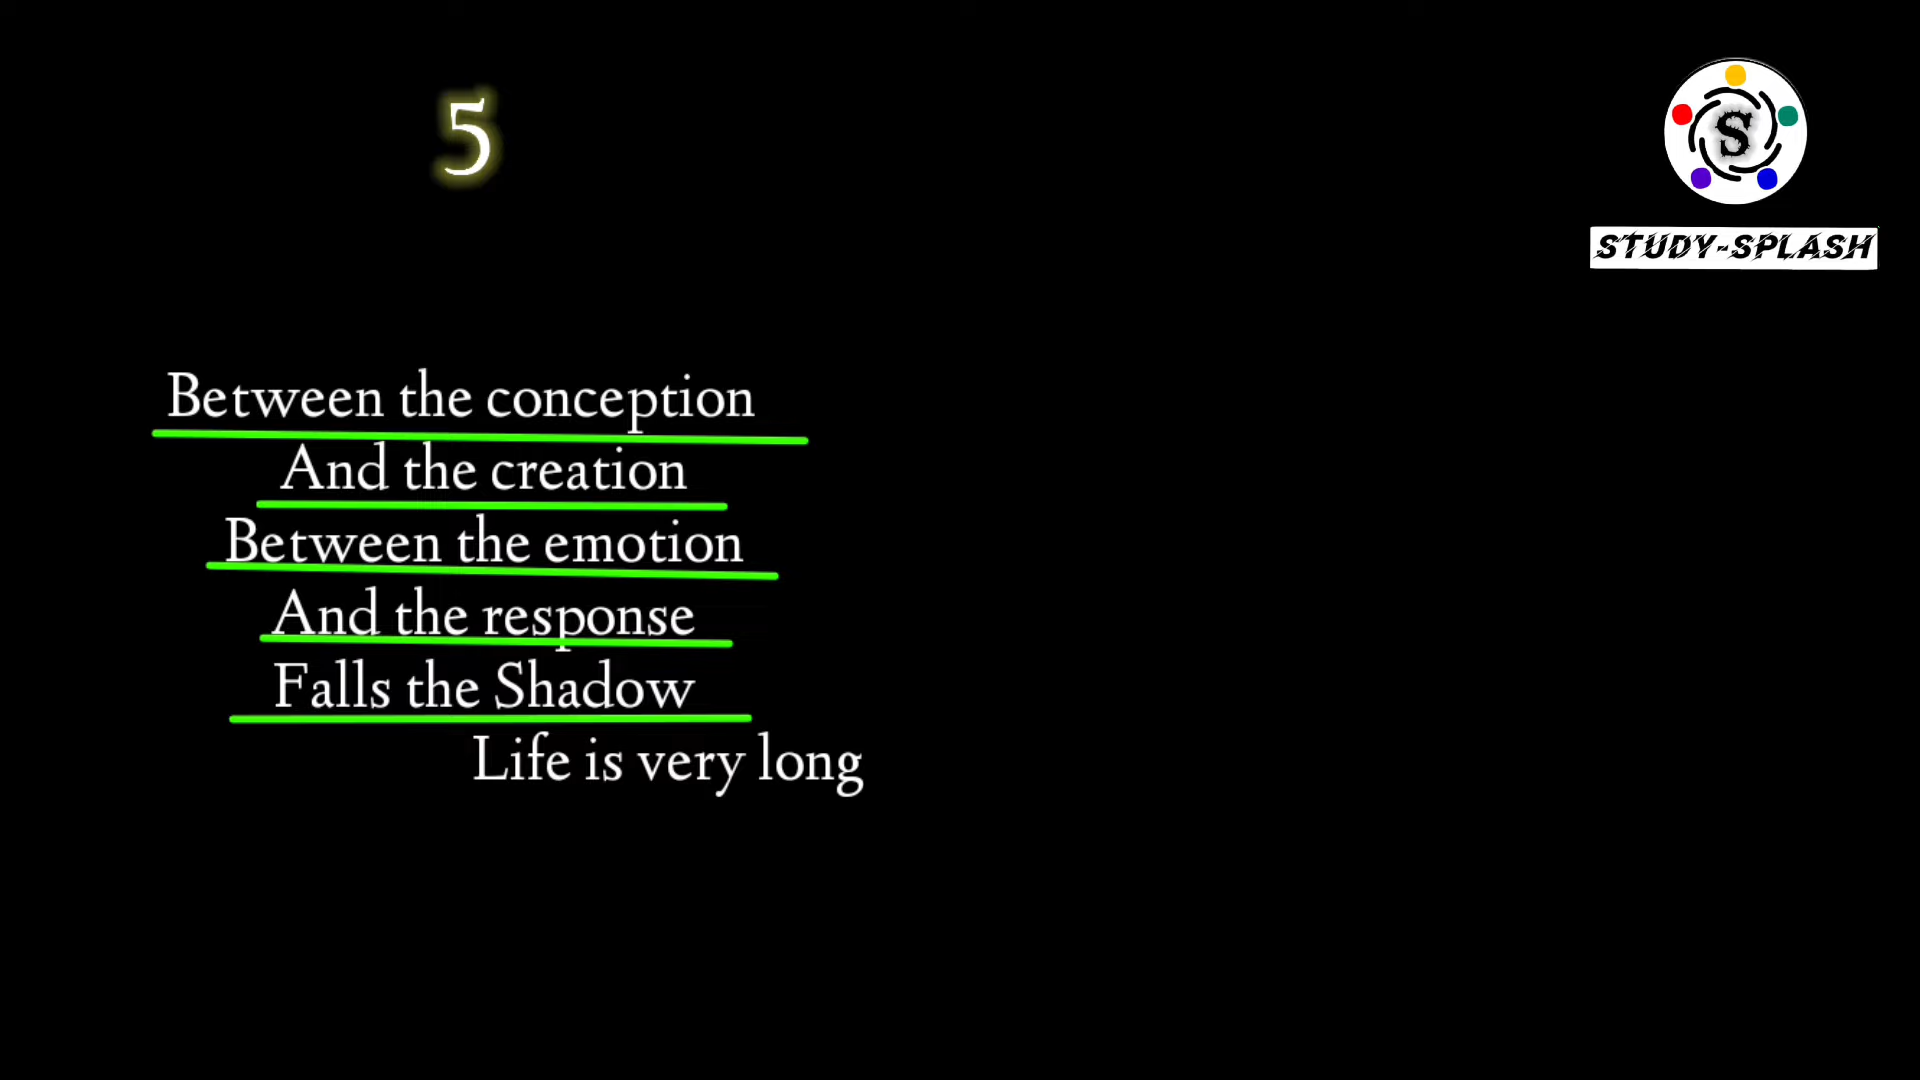 5
S
STUDY-SPLASH
Between the conception
And the creation
Between the emotion
And the response
Falls the Shadow
Life is very long